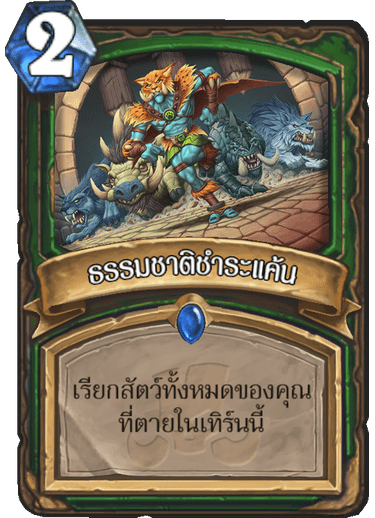 2
ธรรมชาติชำระแค้น
เรียกสัตว์ทั้งหมดของคุณ
ที่ตายในเทิร์นนี้